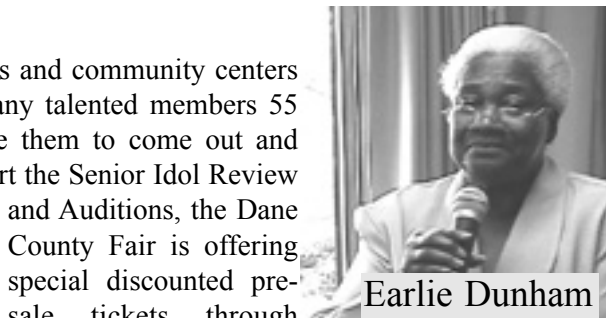 s and community centers
any talented members 55
e them to come out and
rt the Senior Idol Review
and Auditions, the Dane
County Fair is offering
special discounted pre-
sale tickets through
Earlie Dunham